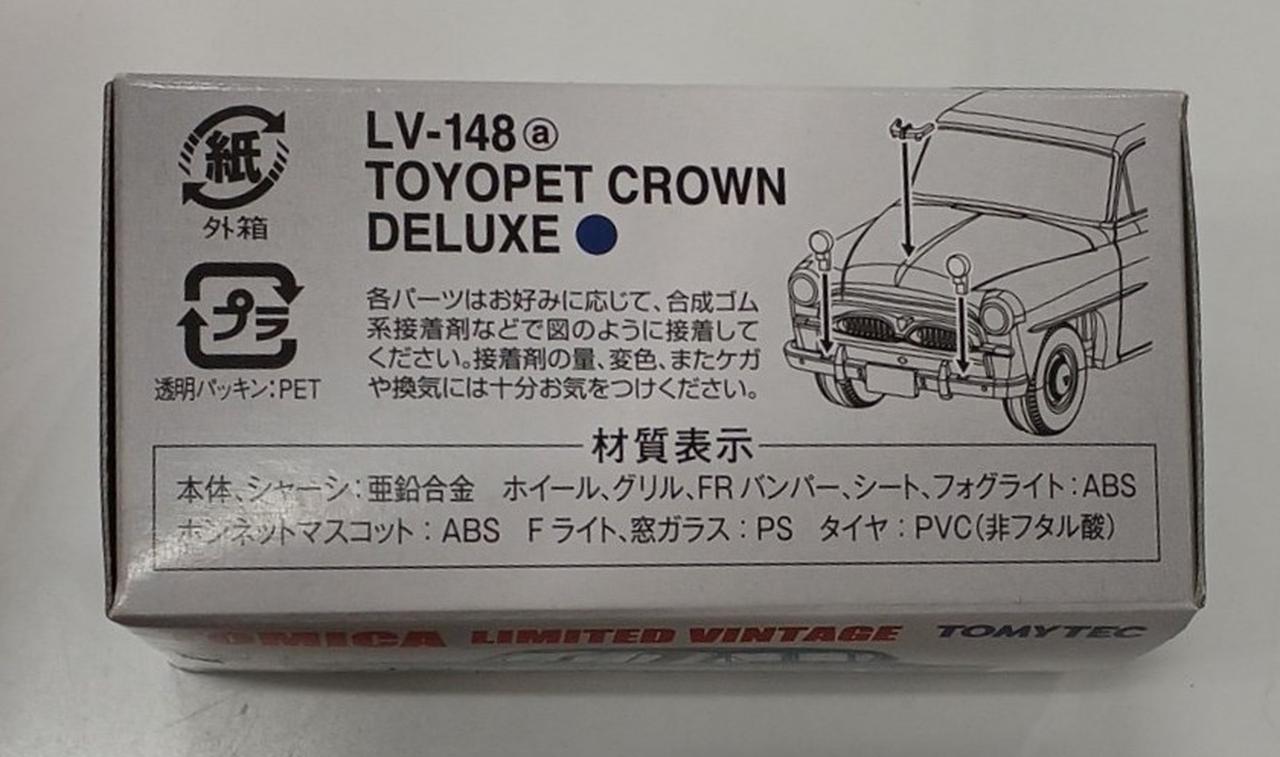 紙
外箱
プラ
透明パッキン:PET
LV-148ⓐ
TOYOPET CROWN
DELUXE
各パーツはお好みに応じて、合成ゴム
系接着剤などで図のように接着して
ください。接着剤の量、変色、またケガ
や換気には十分お気をつけください。
材質表示
本体、シャーシ:亜鉛合金 ホイール、グリル、FRバンパー、シート、フォグライト:ABS
ボンネットマスコット:ABS Fライト、窓ガラス:PS タイヤ:PVC(非フタル酸)
TOMICA LIMITED VINTAGE TOMYTEC